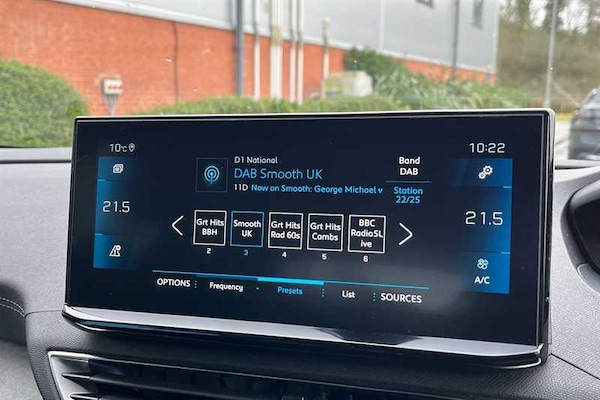 10°C
10:22
D1 National
DAB Smooth UK
11D Now on Smooth: George Michael v
Band
DAB
Station
22/25
21.5
21.5
Grt Hits
BBH
Smooth
UK
Grt Hits
Rad 60s
Grt Hits
Cambs
BBC
Radio5L
ive
2
3
4
5
6
A/C
OPTIONS
Frequency
Presets
List
SOURCES